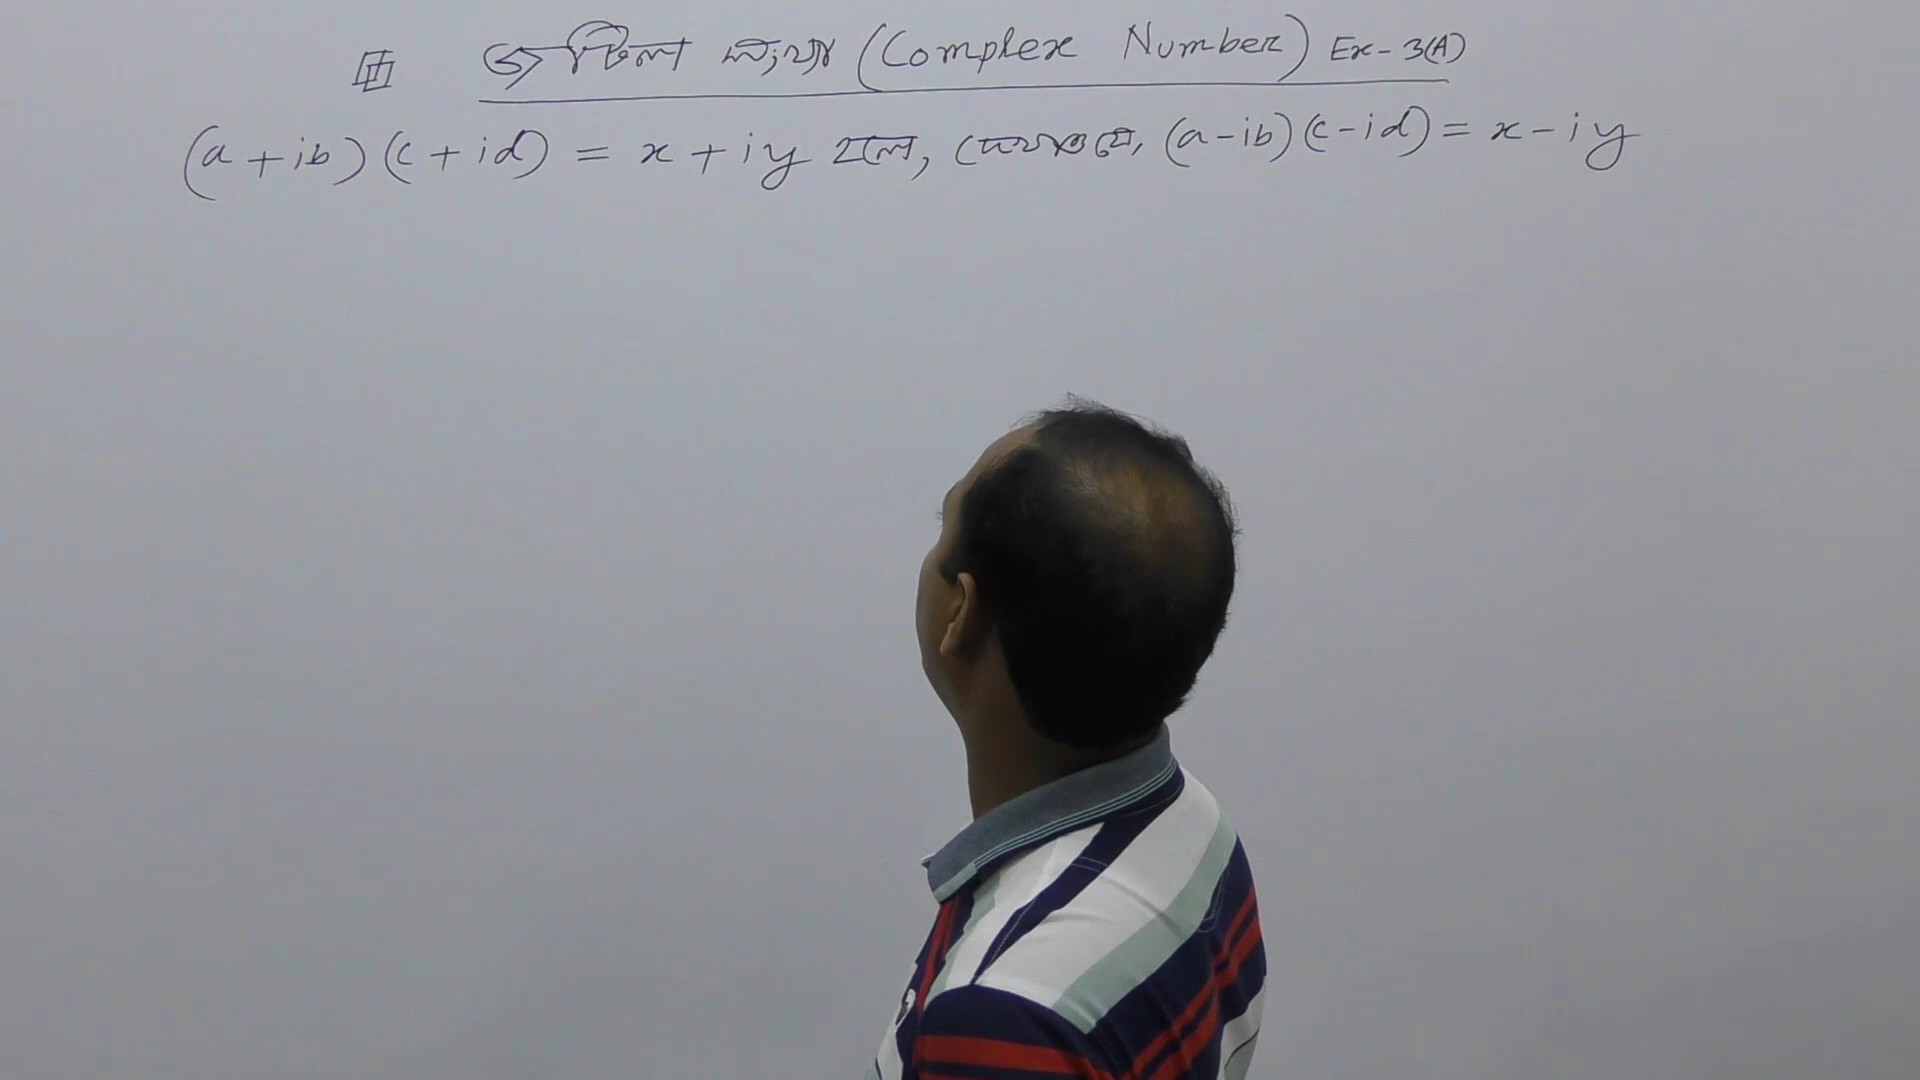 জটিল সংখ্যা (Complex Number) Ex-3(A)
(a+ib)(c+id) = x+iy হলে, দেখাও যে, (a-ib)(c-id) = x-iy